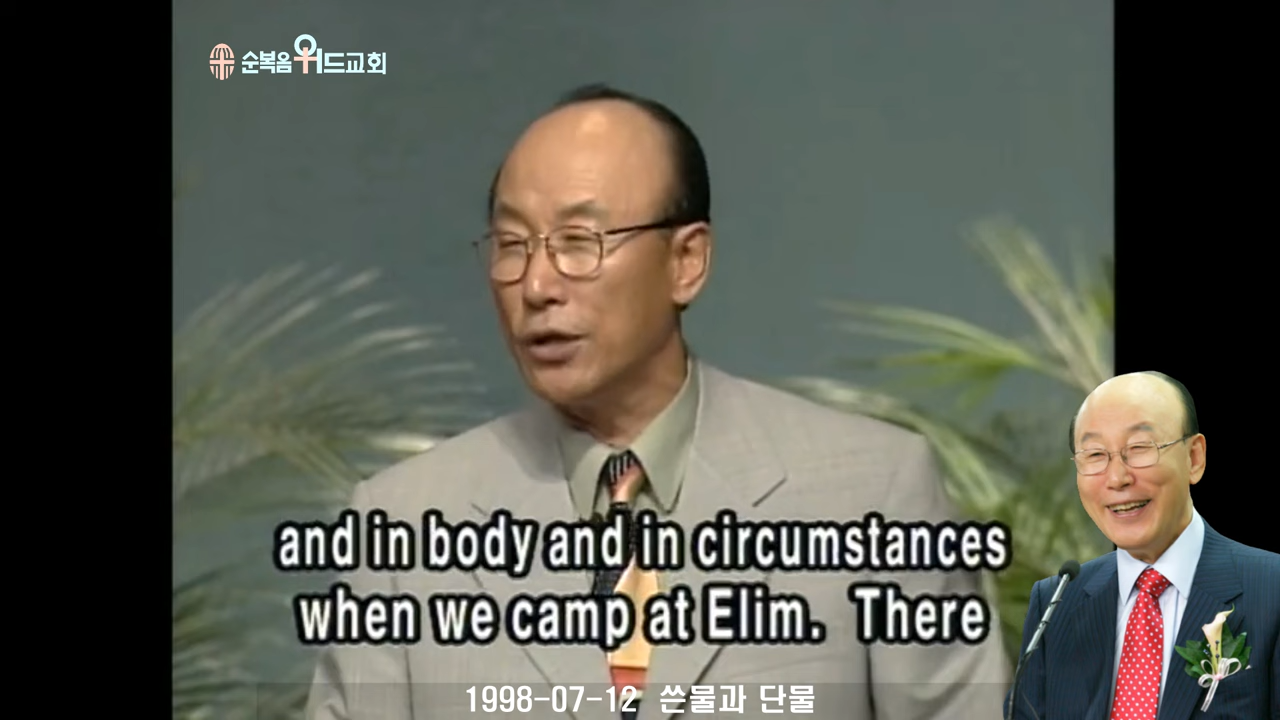 순복음워드교회
and in body and in circumstances
when we camp at Elim. There
1998-07-12 쓴물과 단물